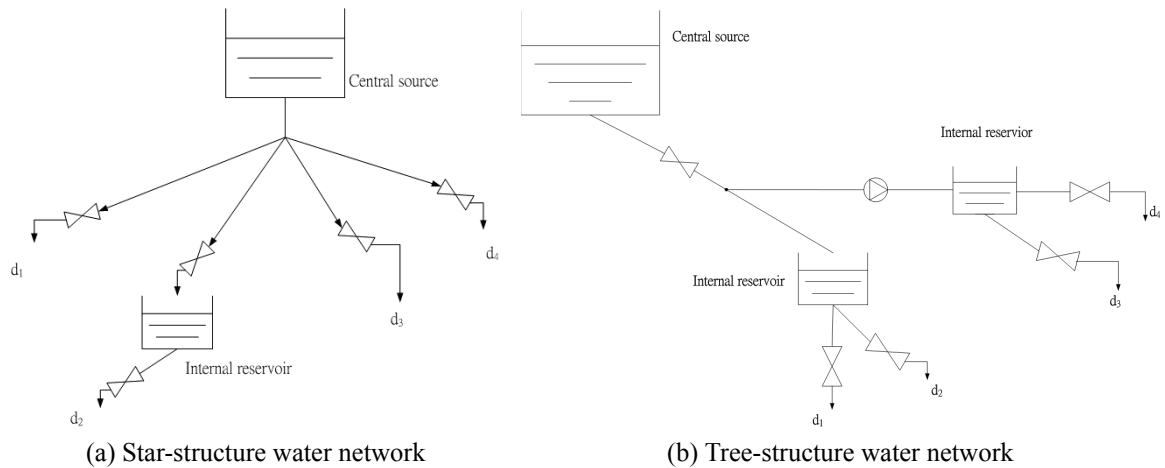 Central source
d₁
d₄
d₃
Internal reservoir
d₂
(a) Star-structure water network
Central source
Internal reservior
d₄
Internal reservoir
d₃
d₂
d₁
(b) Tree-structure water network